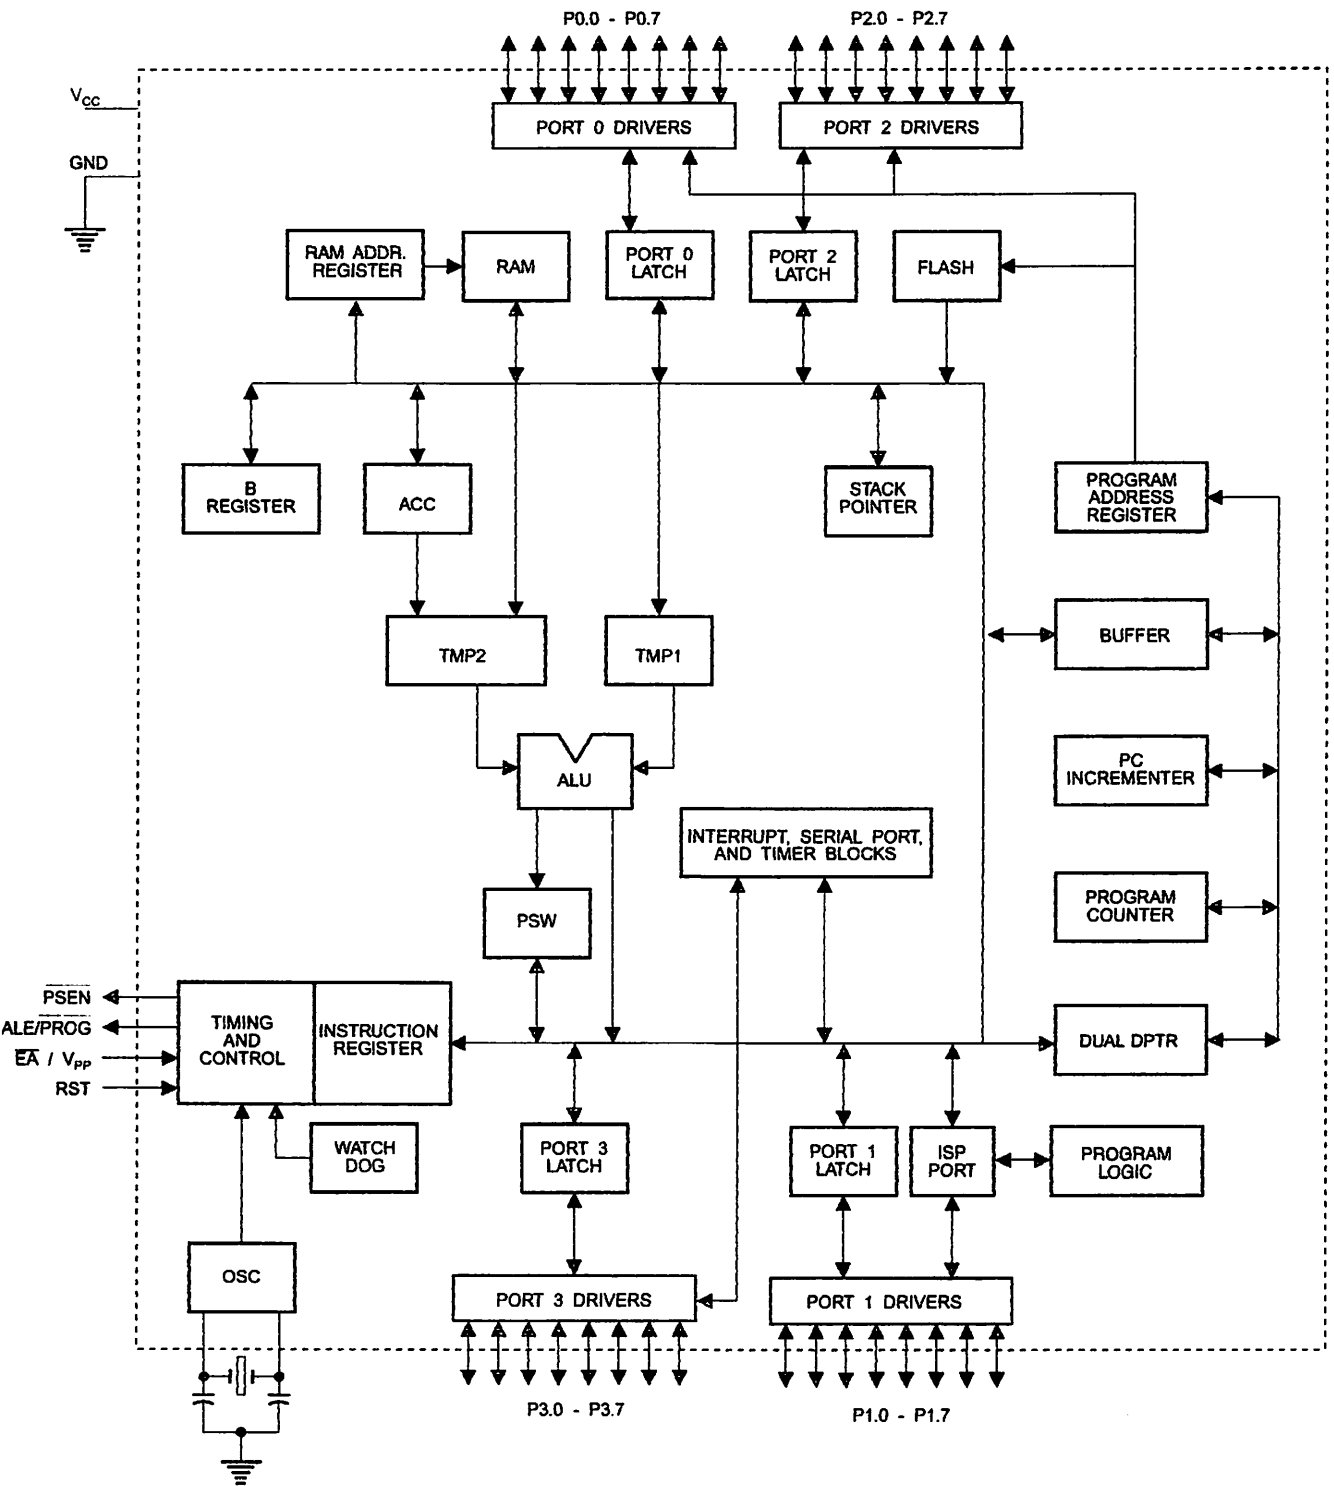 P0.0 - P0.7
P2.0 - P2.7
VCC
GND
PORT 0 DRIVERS
PORT 2 DRIVERS
RAM ADDR.
REGISTER
RAM
PORT 0
LATCH
PORT 2
LATCH
FLASH
B
REGISTER
ACC
STACK
POINTER
PROGRAM
ADDRESS
REGISTER
TMP2
TMP1
BUFFER
ALU
PC
INCREMENTER
INTERRUPT, SERIAL PORT,
AND TIMER BLOCKS
PSW
PROGRAM
COUNTER
PSEN
ALE/PROG
EA / VPP
RST
TIMING
AND
CONTROL
INSTRUCTION
REGISTER
DUAL DPTR
WATCH
DOG
PORT 3
LATCH
PORT 1
LATCH
ISP
PORT
PROGRAM
LOGIC
OSC
PORT 3 DRIVERS
PORT 1 DRIVERS
P3.0 - P3.7
P1.0 - P1.7